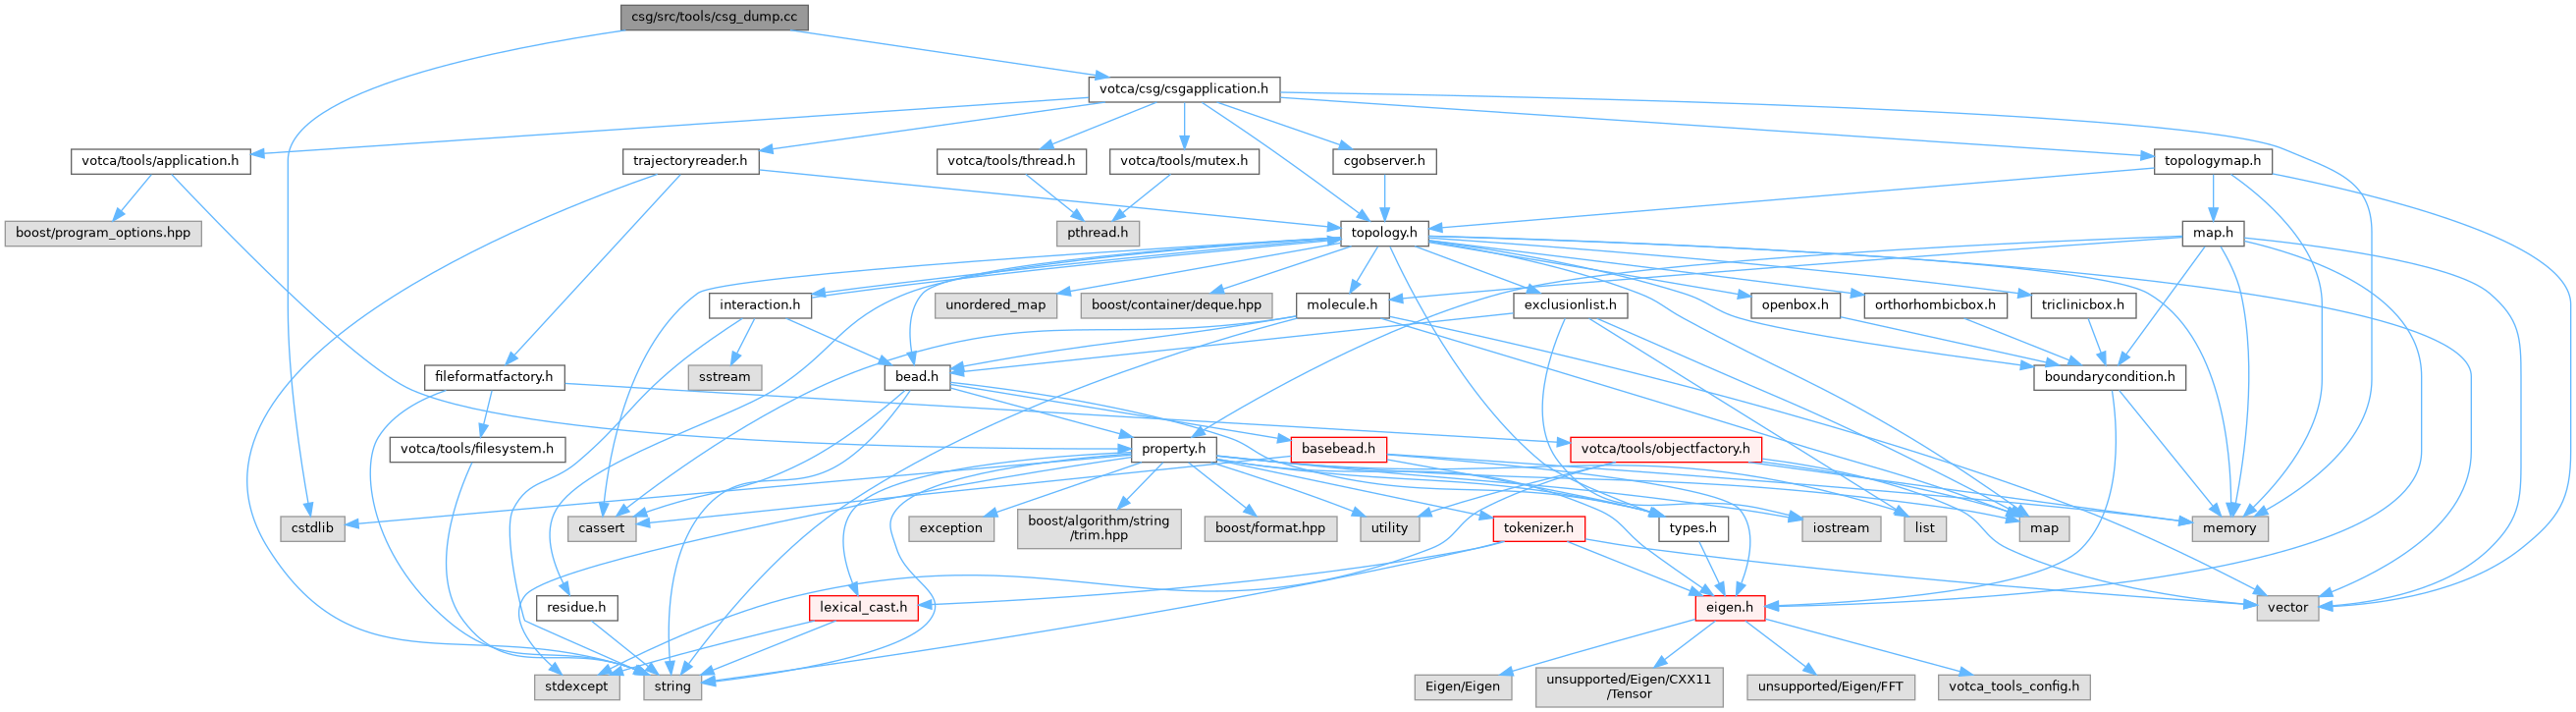 csg/src/tools/csg_dump.cc
votca/csg/csgapplication.h
votca/tools/application.h
trajectoryreader.h
votca/tools/thread.h
votca/tools/mutex.h
cgobserver.h
topologymap.h
boost/program_options.hpp
pthread.h
topology.h
map.h
interaction.h
unordered_map
boost/container/deque.hpp
molecule.h
exclusionlist.h
openbox.h
orthorhombicbox.h
triclinicbox.h
fileformatfactory.h
sstream
bead.h
boundarycondition.h
votca/tools/filesystem.h
property.h
basebead.h
votca/tools/objectfactory.h
cstdlib
cassert
exception
boost/algorithm/string
/trim.hpp
boost/format.hpp
utility
tokenizer.h
types.h
iostream
list
map
memory
residue.h
lexical_cast.h
eigen.h
vector
stdexcept
string
Eigen/Eigen
unsupported/Eigen/CXX11
/Tensor
unsupported/Eigen/FFT
votca_tools_config.h